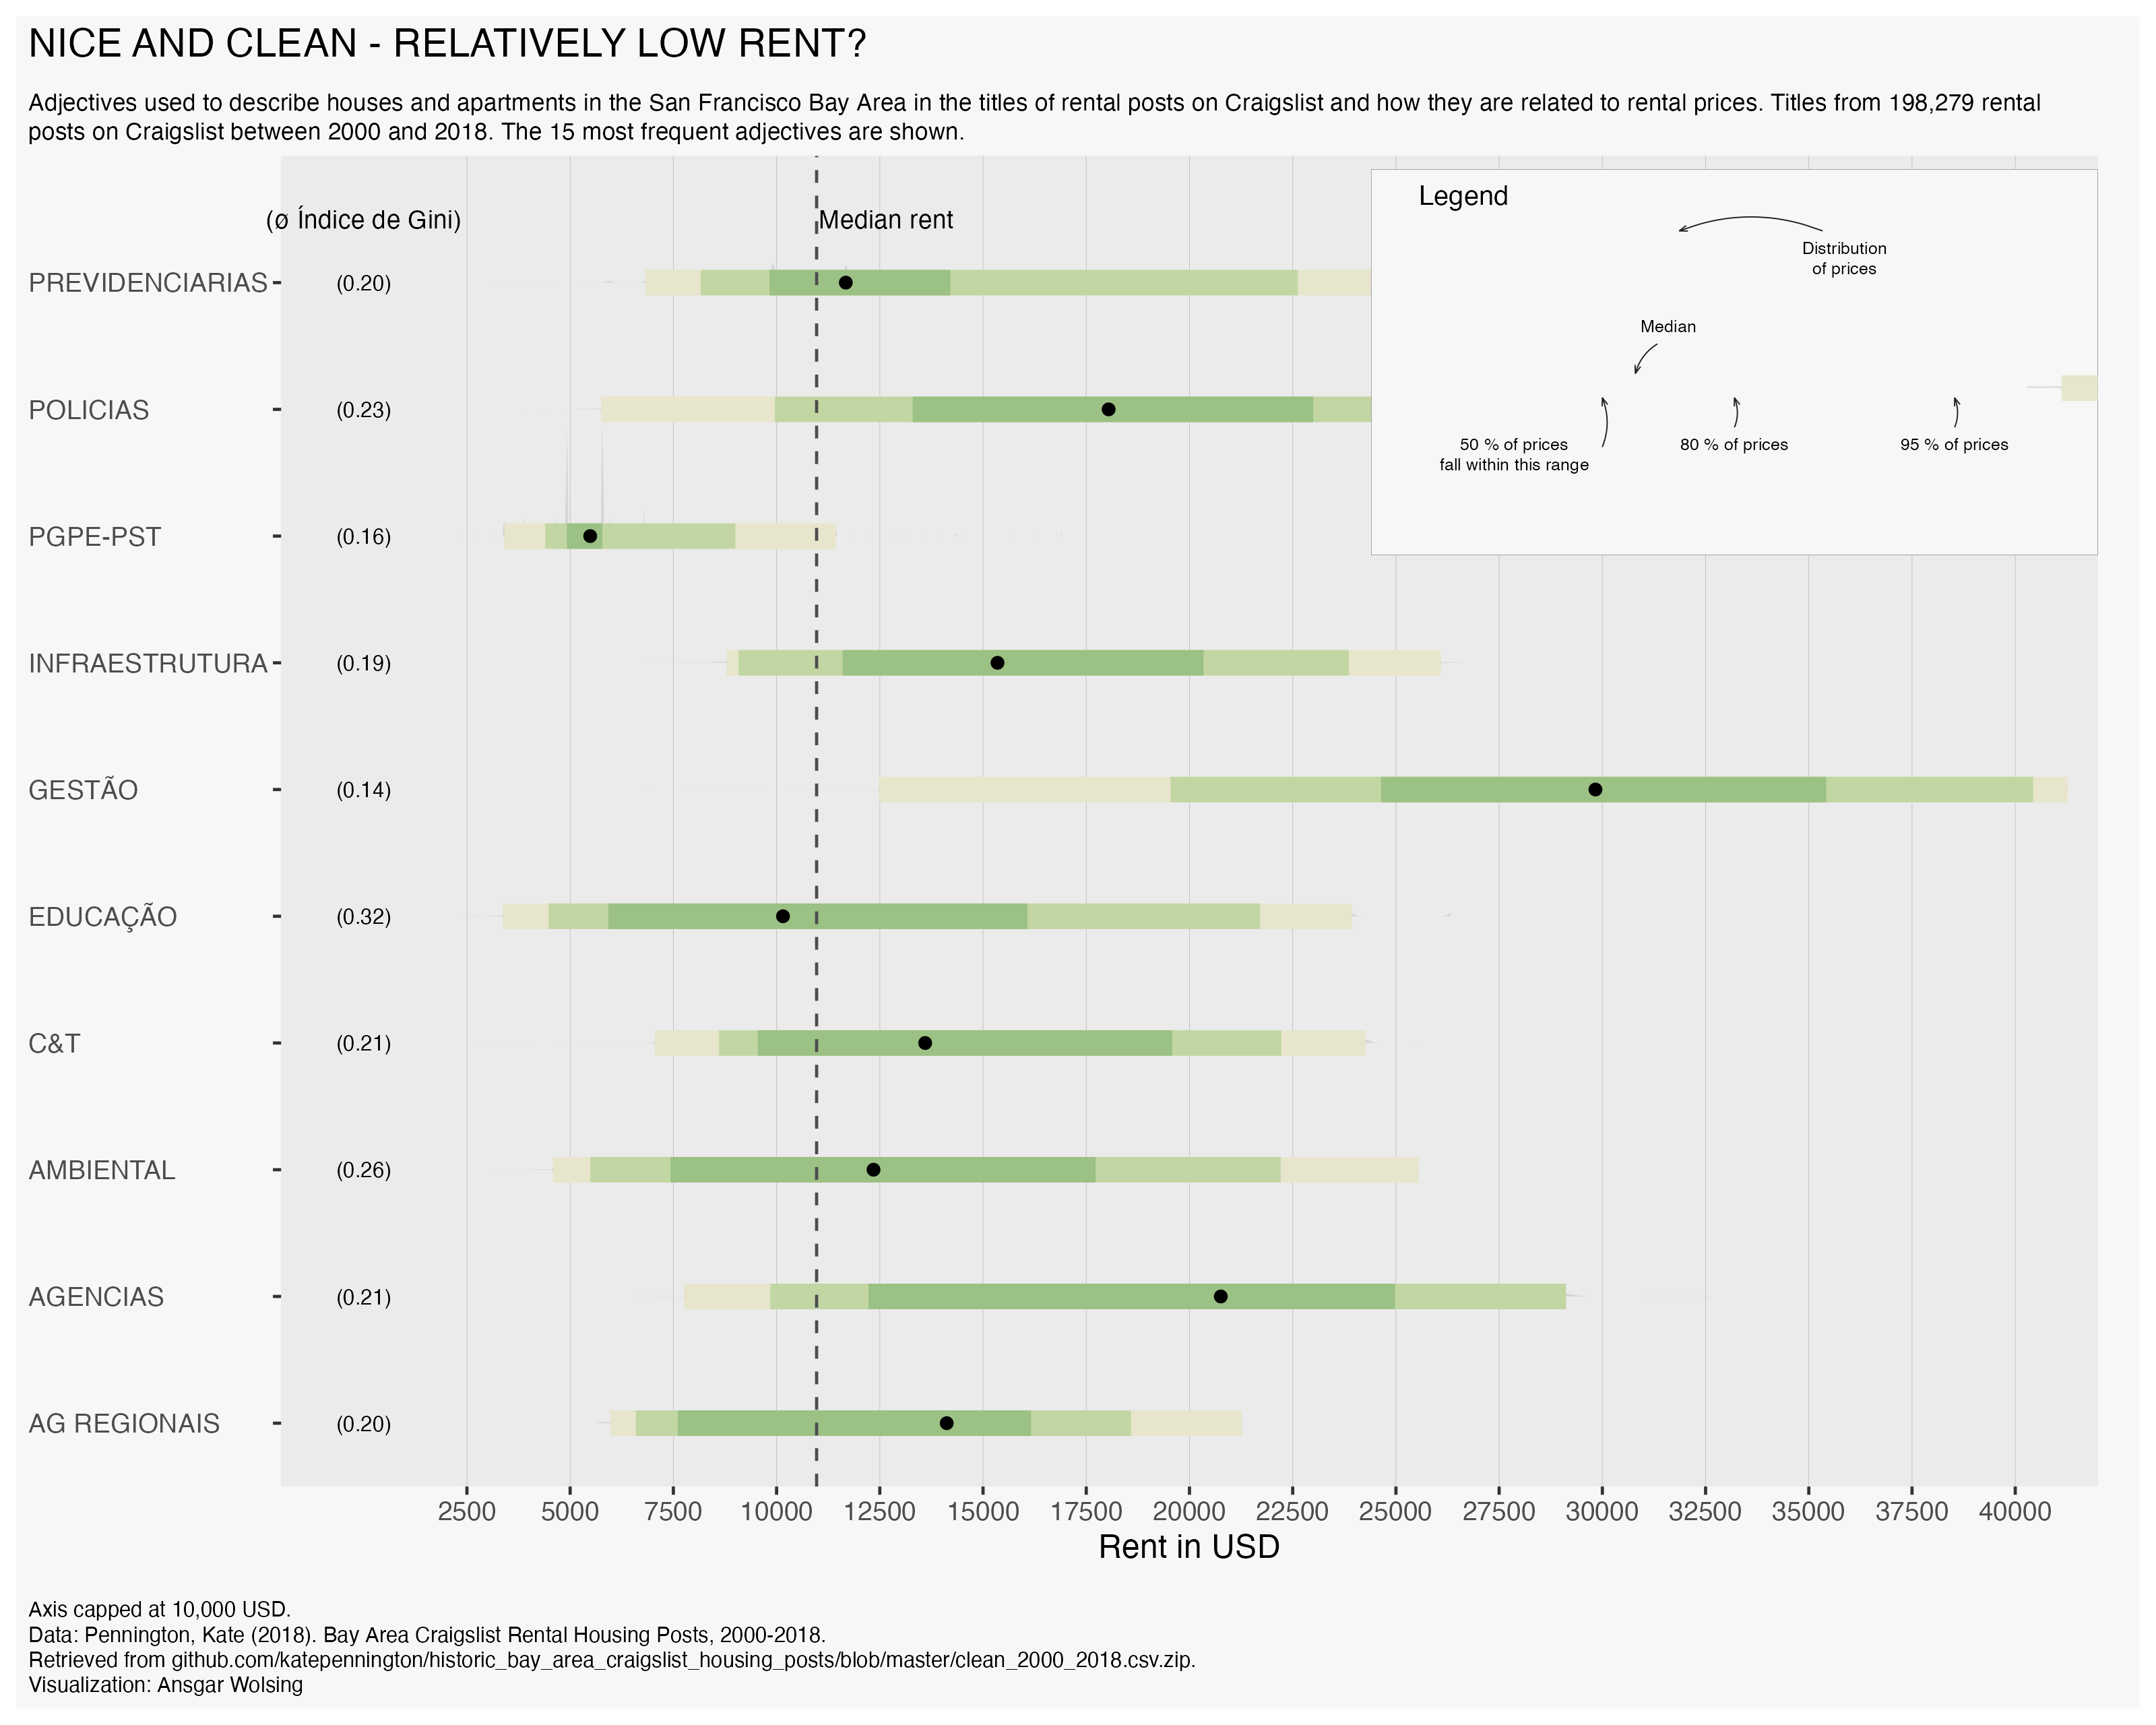 NICE AND CLEAN - RELATIVELY LOW RENT?
Adjectives used to describe houses and apartments in the San Francisco Bay Area in the titles of rental posts on Craigslist and how they are related to rental prices. Titles from 198,279 rental
posts on Craigslist between 2000 and 2018. The 15 most frequent adjectives are shown.
(ø Índice de Gini)
Median rent
Legend
Distribution
of prices
Median
50 % of prices
fall within this range
80 % of prices
95 % of prices
PREVIDENCIARIAS (0.20)
POLICIAS (0.23)
PGPE-PST (0.16)
INFRAESTRUTURA (0.19)
GESTÃO (0.14)
EDUCAÇÃO (0.32)
C&T (0.21)
AMBIENTAL (0.26)
AGENCIAS (0.21)
AG REGIONAIS (0.20)
2500 5000 7500 10000 12500 15000 17500 20000 22500 25000 27500 30000 32500 35000 37500 40000
Rent in USD
Axis capped at 10,000 USD.
Data: Pennington, Kate (2018). Bay Area Craigslist Rental Housing Posts, 2000-2018.
Retrieved from github.com/katepennington/historic_bay_area_craigslist_housing_posts/blob/master/clean_2000_2018.csv.zip.
Visualization: Ansgar Wolsing